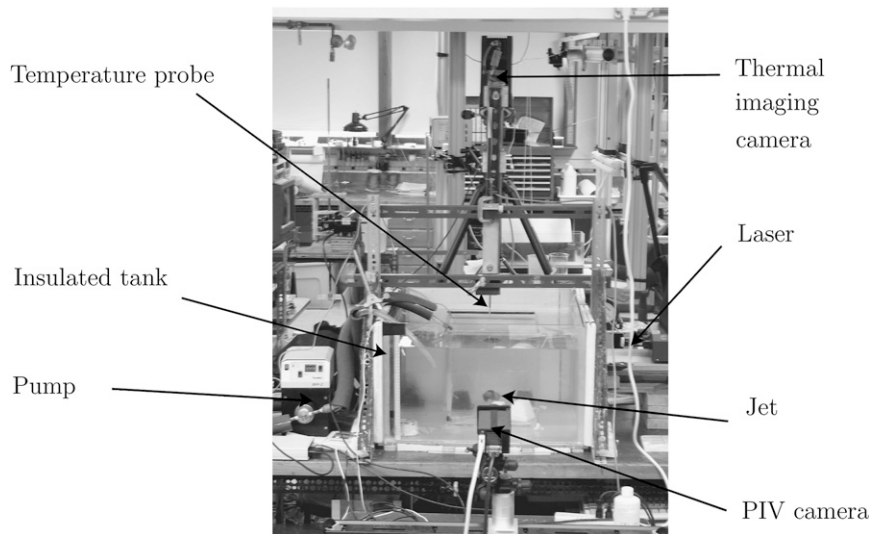 Temperature probe
Thermal
imaging
camera
Laser
Insulated tank
Pump
Jet
PIV camera